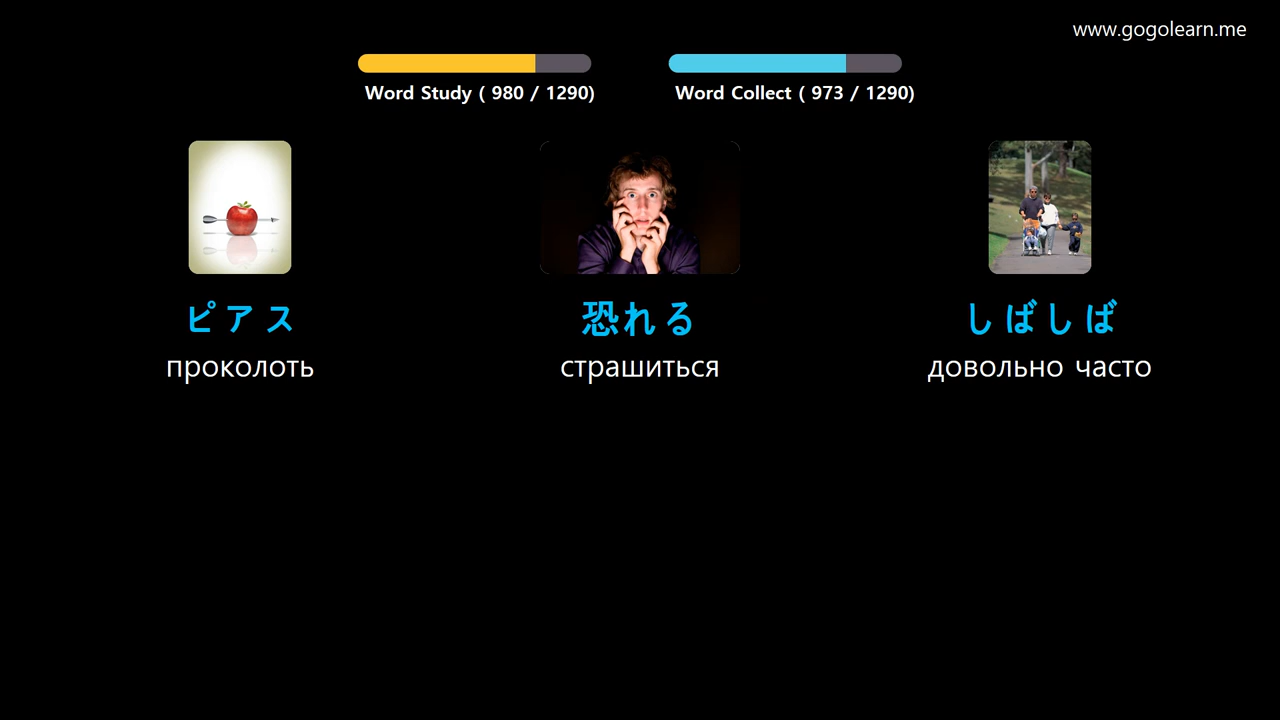 www.gogolearn.me
Word Study ( 980 / 1290)
Word Collect ( 973 / 1290)
ピアス
恐れる
しばしば
проколоть
страшиться
довольно часто